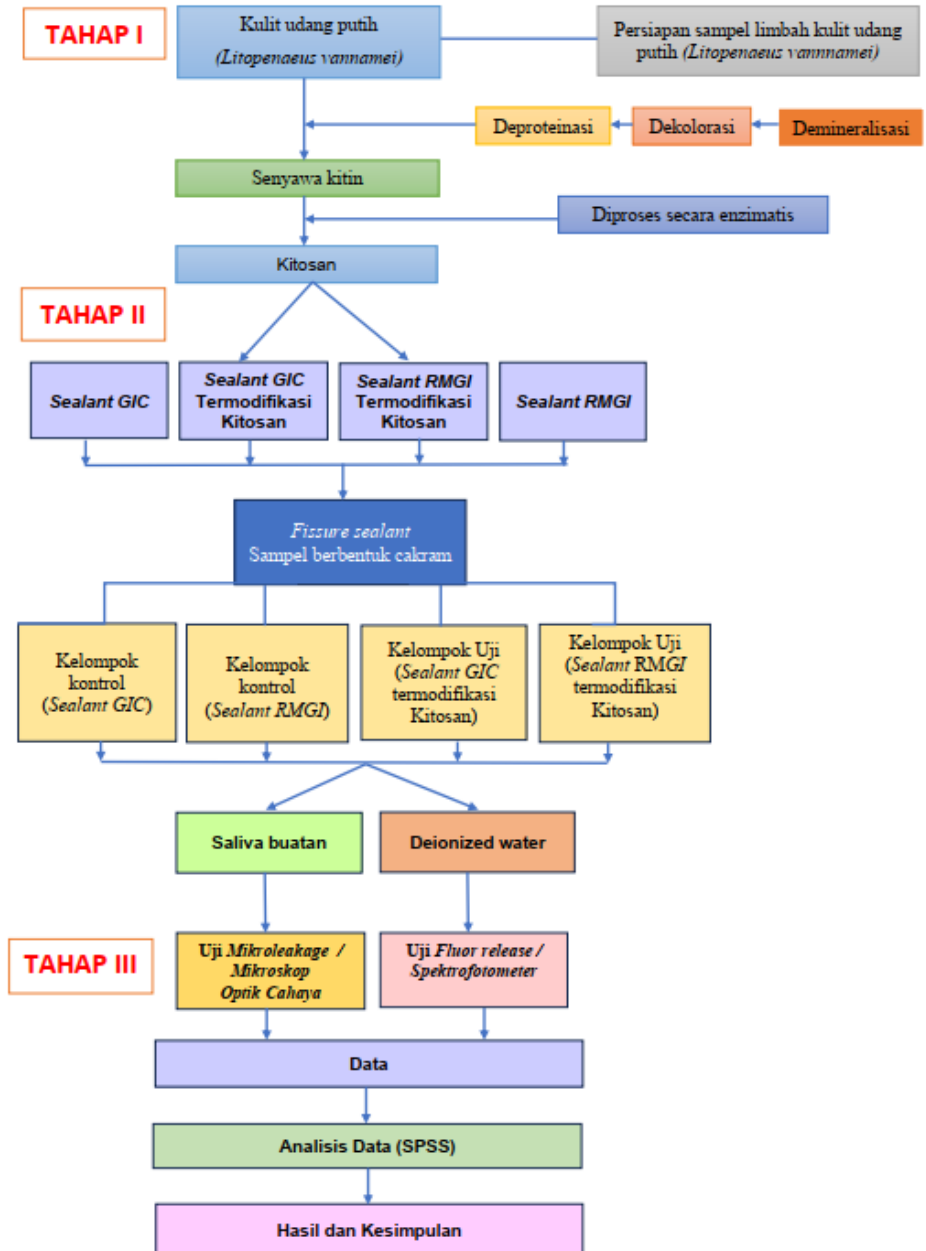 TAHAP I
Kulit udang putih
(Litopenaeus vannamei)
Persiapan sampel limbah kulit udang
putih (Litopenaeus vannnamei)
Deproteinasi
Dekolorasi
Demineralisasi
Senyawa kitin
Diproses secara enzimatis
Kitosan
TAHAP II
Sealant GIC
Sealant GIC
Termodifikasi
Kitosan
Sealant RMGI
Termodifikasi
Kitosan
Sealant RMGI
Fissure sealant
Sampel berbentuk cakram
Kelompok
kontrol
(Sealant GIC)
Kelompok
kontrol
(Sealant RMGI)
Kelompok Uji
(Sealant GIC
termodifikasi
Kitosan)
Kelompok Uji
(Sealant RMGI
termodifikasi
Kitosan)
Saliva buatan
Deionized water
TAHAP III
Uji Mikroleakage /
Mikroskop
Optik Cahaya
Uji Fluor release /
Spektrofotometer
Data
Analisis Data (SPSS)
Hasil dan Kesimpulan